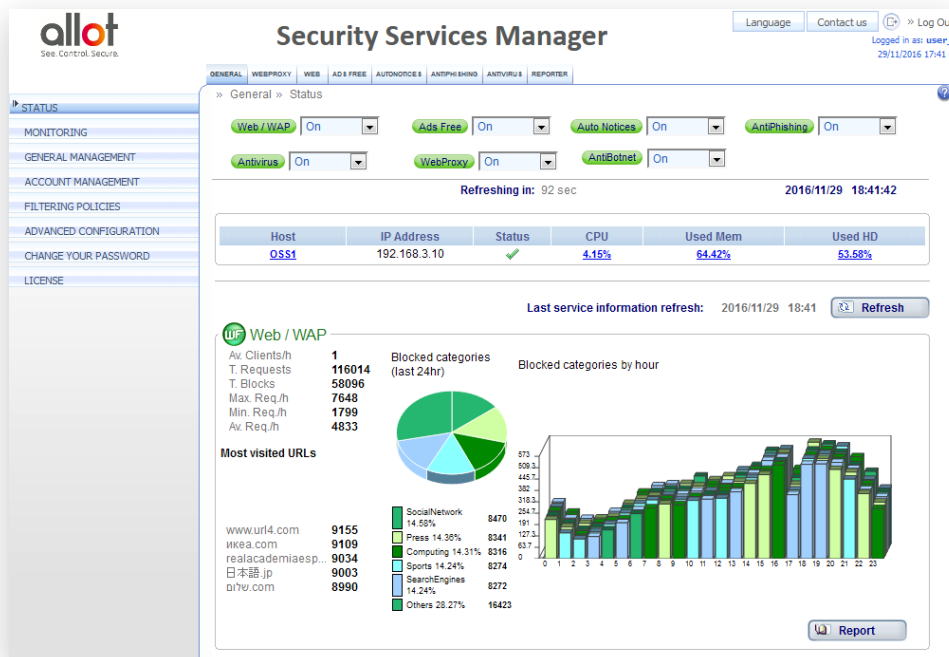 allot
See. Control. Secure.
Security Services Manager
Language
Contact us
» Log Ou
Logged in as: user_
29/11/2016 17:41
GENERAL WEBPROXY WEB ADS FREE AUTONOTICES ANTIPHISHING ANTIVIRUS REPORTER
» General » Status
STATUS
MONITORING
GENERAL MANAGEMENT
ACCOUNT MANAGEMENT
FILTERING POLICIES
ADVANCED CONFIGURATION
CHANGE YOUR PASSWORD
LICENSE
Web / WAP On Ads Free On Auto Notices On AntiPhishing On
Antivirus On WebProxy On AntiBotnet On
Refreshing in: 92 sec 2016/11/29 18:41:42
Host IP Address Status CPU Used Mem Used HD
OSS1 192.168.3.10 4.15% 64.42% 53.58%
Last service information refresh: 2016/11/29 18:41 Refresh
WF Web / WAP
Av. Clients/h 1
T. Requests 116014
T. Blocks 58096
Max. Req./h 7648
Min. Req./h 1799
Av. Req./h 4833
Most visited URLs
www.url4.com 9155
икеа.com 9109
realacademiaesp... 9034
日本語.jp 9003
שלום.com 8990
Blocked categories
(last 24hr)
SocialNetwork
14.58% 8470
Press 14.36% 8341
Computing 14.31% 8316
Sports 14.24% 8274
SearchEngines
14.24% 8272
Others 28.27% 16423
Blocked categories by hour
573
509.3
445.7
382
318.3
254.7
191
127.3
63.7
0
0 1 2 3 4 5 6 7 8 9 10 11 12 13 14 15 16 17 18 19 20 21 22 23
Report